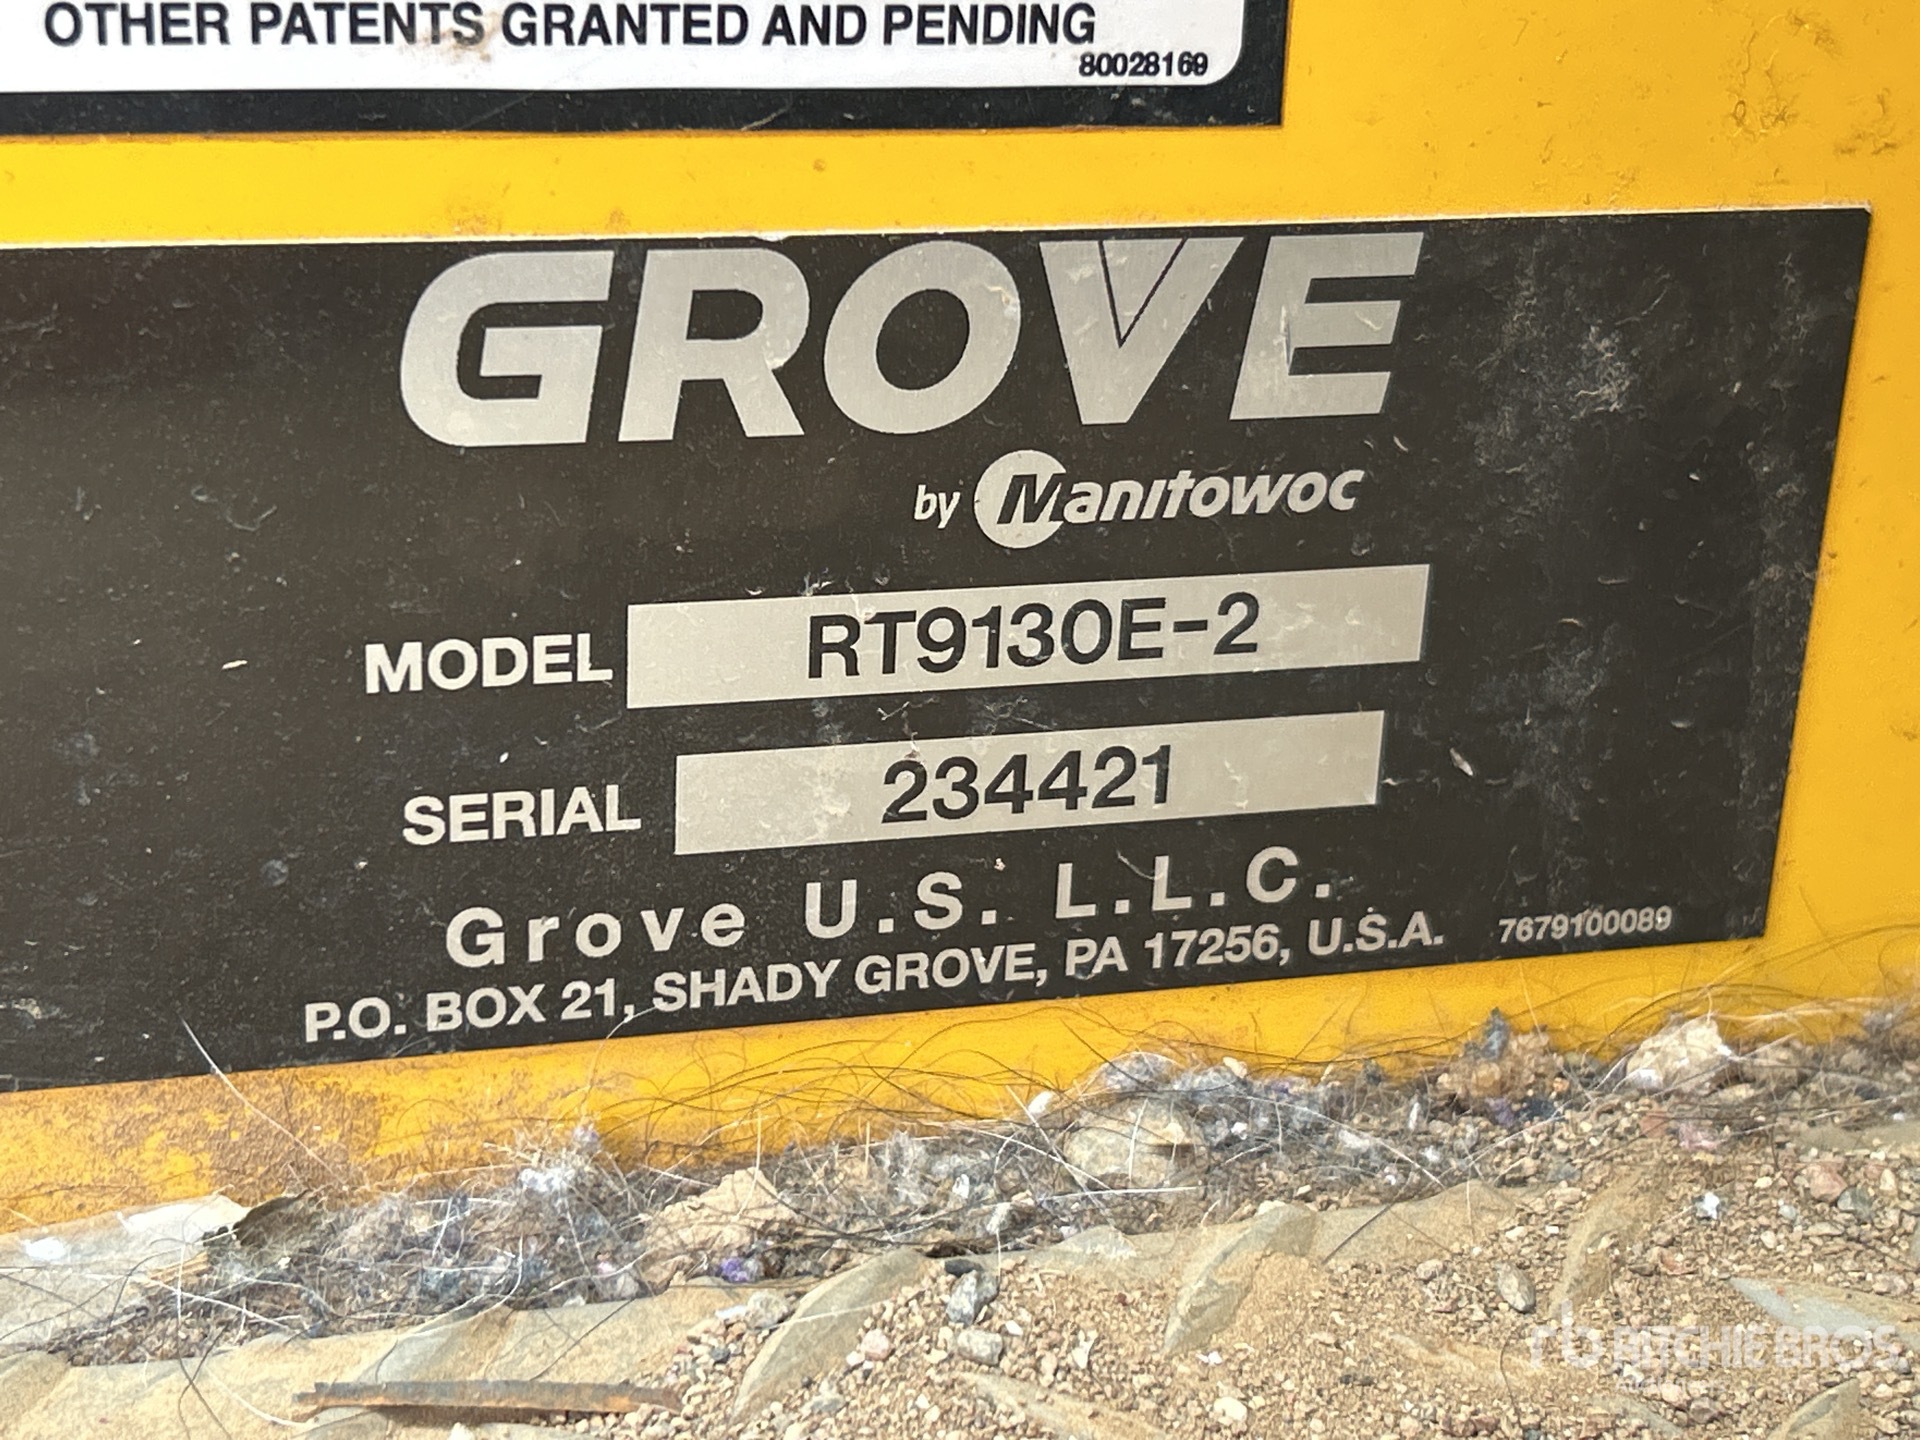 OTHER PATENTS GRANTED AND PENDING
80028169
GROVE
by Manitowoc
MODEL RT9130E-2
SERIAL 234421
Grove U.S. L.L.C.
P.O. BOX 21, SHADY GROVE, PA 17256, U.S.A. 7679100089
rb RITCHIE BROS.